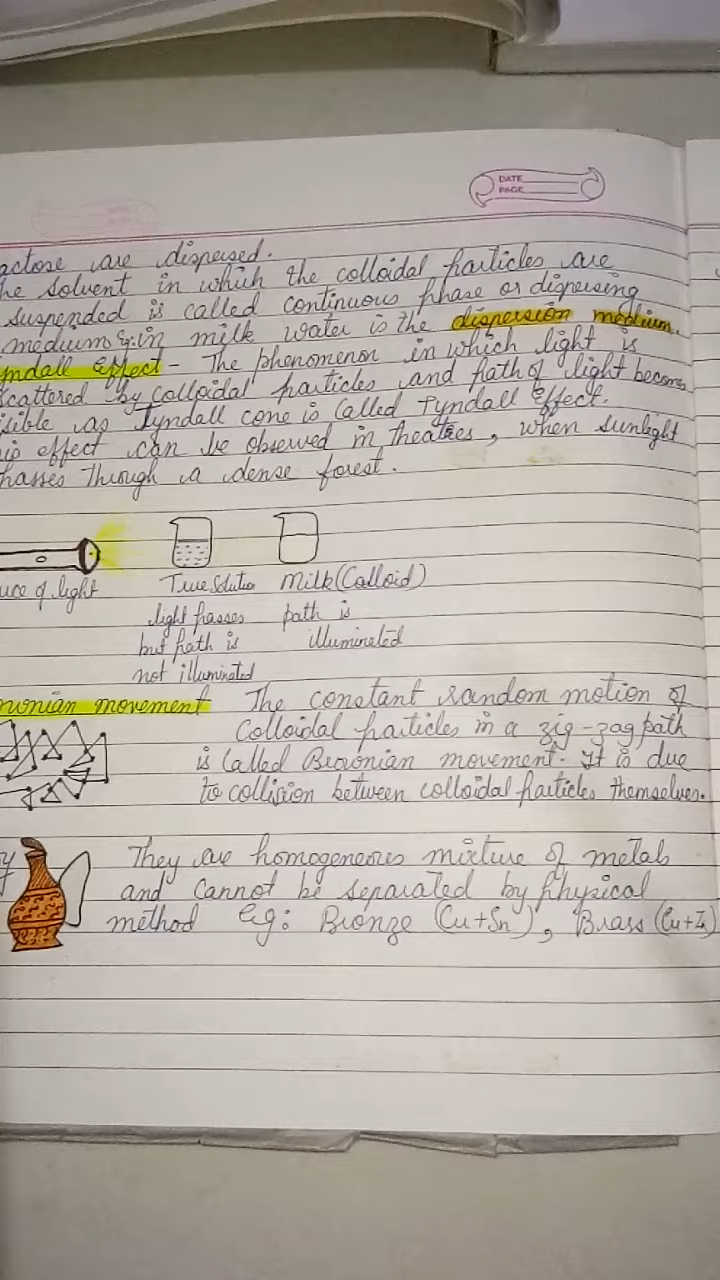 DATE
PAGE
actose are dispersed.
he solvent in which the colloidal particles are
suspended is called continuous phase or dispersing
medium eg: in milk water is the dispersion medium.
ndall effect - The phenomenon in which light is
scattered by colloidal particles and path of light becomes
isible as Tyndall cone is called Tyndall effect.
is effect can be observed in theatres, when sunlight
passes through a dense forest.
urce of light
True Solutio
light passes
but path is
not illuminated
Milk (Calloid)
path is
illumineted
wnian movement The constant random motion of
Colloidal particles in a zig-zag path
is called Brownian movement. It is due
to collision between colloidal particles themselves.
y They are homogeneous mixture of metals
and cannot be separated by physical
method Eg: Bronze (Cu+Sn), Brass (Cu+Zn)